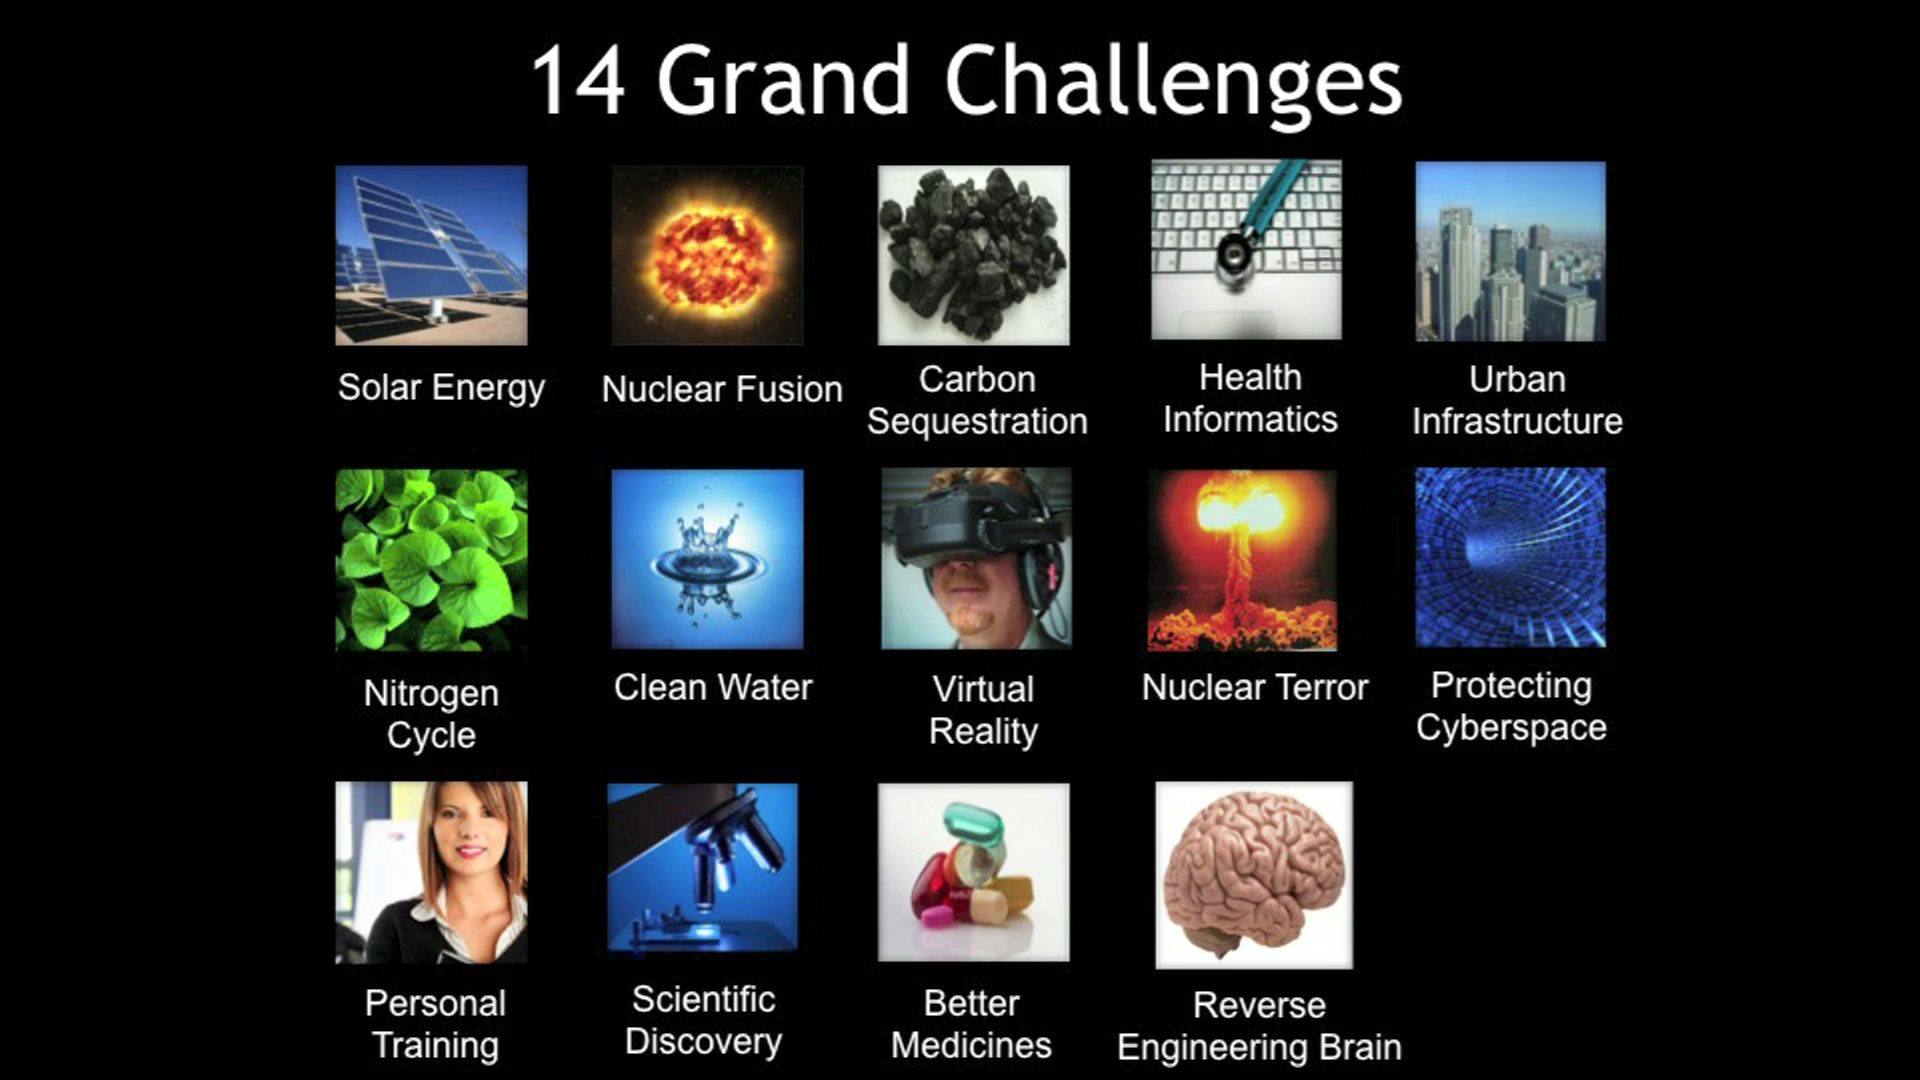 14 Grand Challenges
Solar Energy
Nuclear Fusion
Carbon
Sequestration
Health
Informatics
Urban
Infrastructure
Nitrogen
Cycle
Clean Water
Virtual
Reality
Nuclear Terror
Protecting
Cyberspace
Personal
Training
Scientific
Discovery
Better
Medicines
Reverse
Engineering Brain